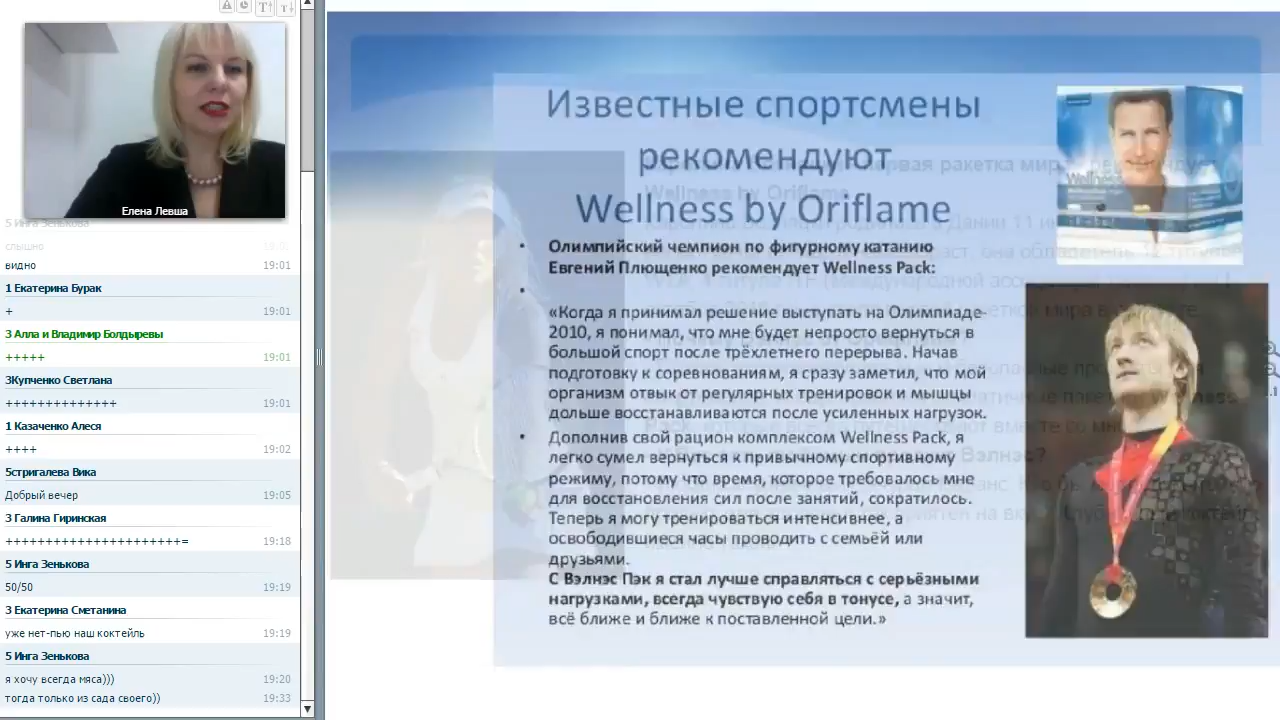 Елена Левша
5 Инга Зенькова
слышно
видно 19:01
1 Екатерина Бурак
+ 19:01
3 Алла и Владимир Болдыревы
+++++ 19:01
3Купченко Светлана
++++++++++++++ 19:01
1 Казаченко Алеся
++++ 19:02
5стригалева Вика
Добрый вечер 19:05
3 Галина Гиринская
+++++++++++++++++++++++= 19:18
5 Инга Зенькова
50/50 19:19
3 Екатерина Сметанина
уже нет-пью наш коктейль 19:19
5 Инга Зенькова
я хочу всегда мяса))) 19:20
тогда только из сада своего)) 19:33
Известные спортсмены
рекомендуют
Wellness by Oriflame
• Олимпийский чемпион по фигурному катанию
Евгений Плющенко рекомендует Wellness Pack:
•
«Когда я принимал решение выступать на Олимпиаде-
2010, я понимал, что мне будет непросто вернуться в
большой спорт после трёхлетнего перерыва. Начав
подготовку к соревнованиям, я сразу заметил, что мой
организм отвык от регулярных тренировок и мышцы
дольше восстанавливаются после усиленных нагрузок.
• Дополнив свой рацион комплексом Wellness Pack, я
легко сумел вернуться к привычному спортивному
режиму, потому что время, которое требовалось мне
для восстановления сил после занятий, сократилось.
Теперь я могу тренироваться интенсивнее, а
освободившиеся часы проводить с семьёй или
друзьями.
С Вэлнэс Пэк я стал лучше справляться с серьёзными
нагрузками, всегда чувствую себя в тонусе, а значит,
всё ближе и ближе к поставленной цели.»